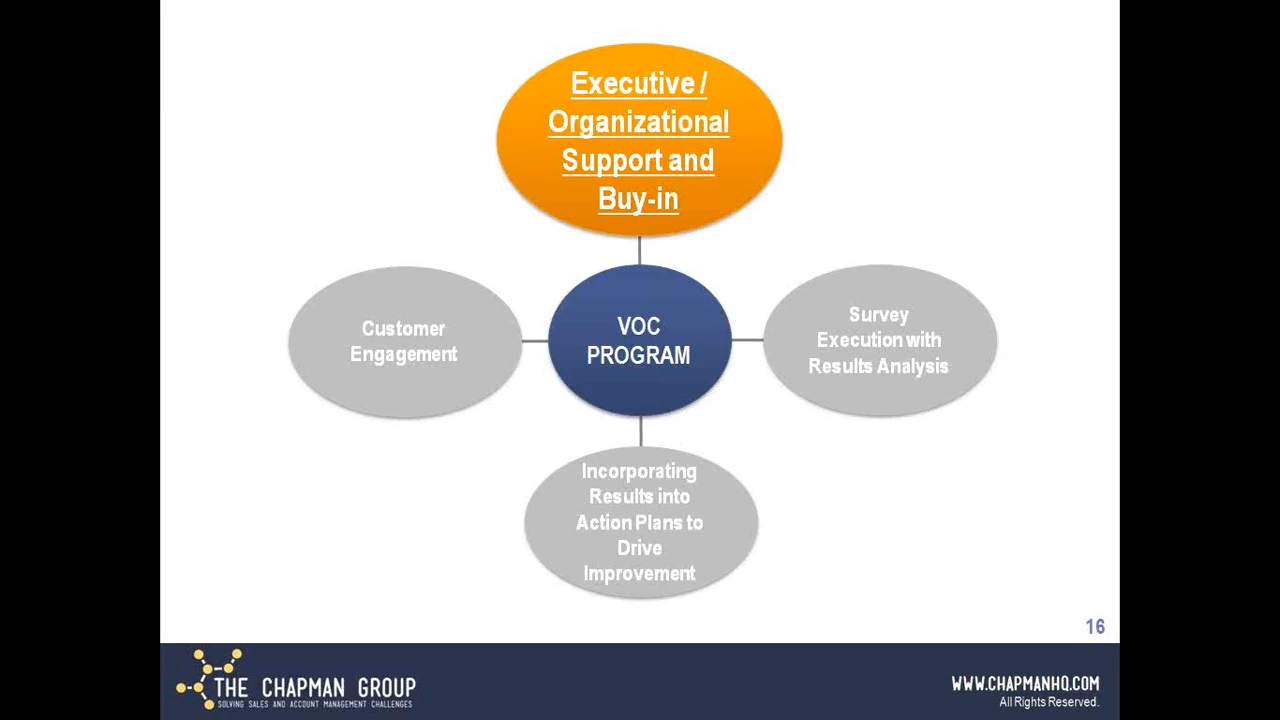 Executive /
Organizational
Support and
Buy-in
Customer
Engagement
VOC
PROGRAM
Survey
Execution with
Results Analysis
Incorporating
Results into
Action Plans to
Drive
Improvement
16
THE CHAPMAN GROUP
SOLVING SALES AND ACCOUNT MANAGEMENT CHALLENGES
WWW.CHAPMANHQ.COM
All Rights Reserved.